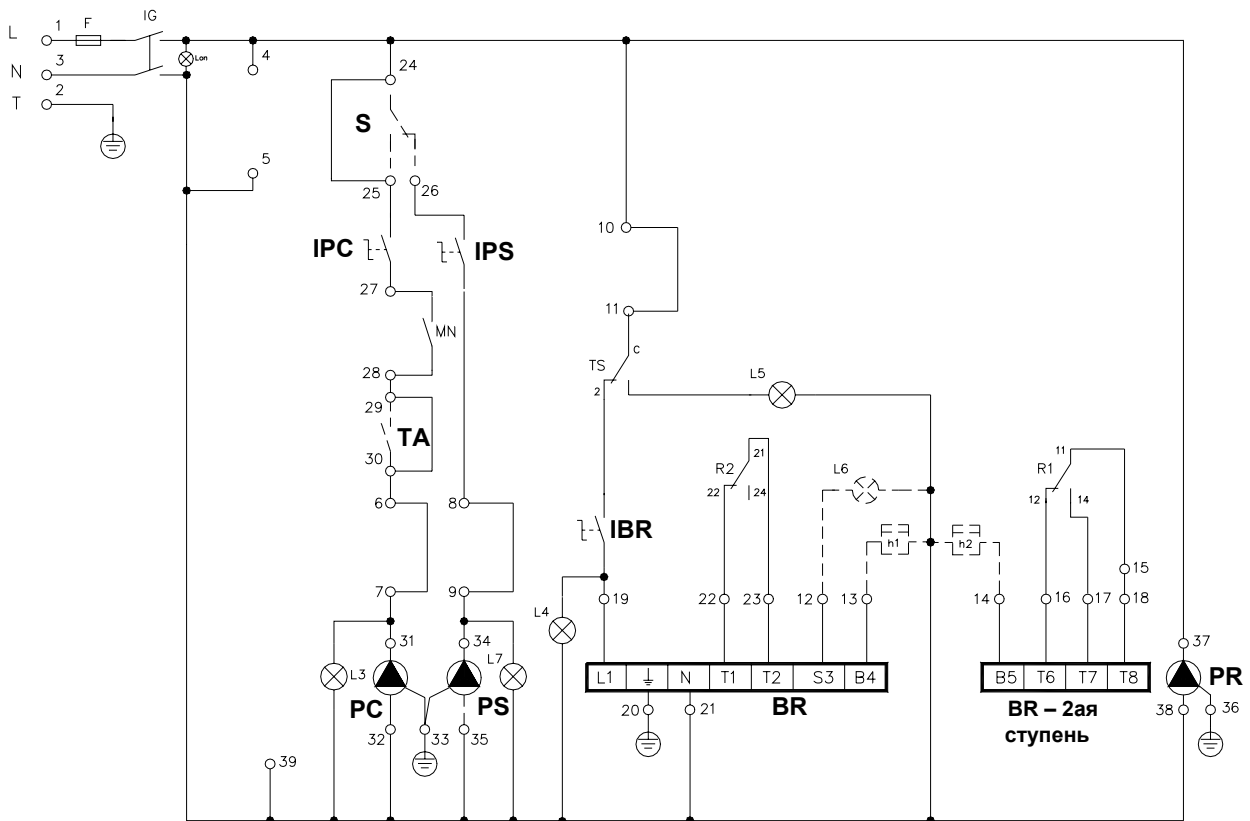 L 1 F IG
Lon
3 4
N
2
T
24
S
5
25 26
10
IPC IPS
27
11
MN
C
TS
28 L5
2
29
TA
21 11
30 R2 L6 R1
22 24 12 14
6 8
IBR
h1 h2
15
7 9
19 22 23 12 13 14 16 17 18
L4
31 34 37
L3 L7
L1 N T1 T2 S3 B4 B5 T6 T7 T8
PR
PC PS BR BR – 2ая
ступень
20 21 38 36
32 33 35
39